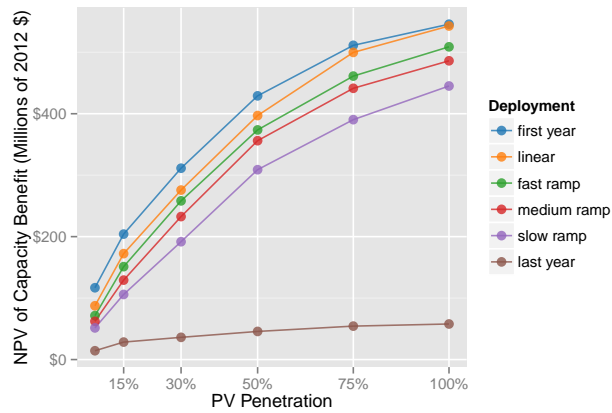 NPV of Capacity Benefit (Millions of 2012 $)
$400
$200
$0
15% 30% 50% 75% 100%
PV Penetration
Deployment
first year
linear
fast ramp
medium ramp
slow ramp
last year